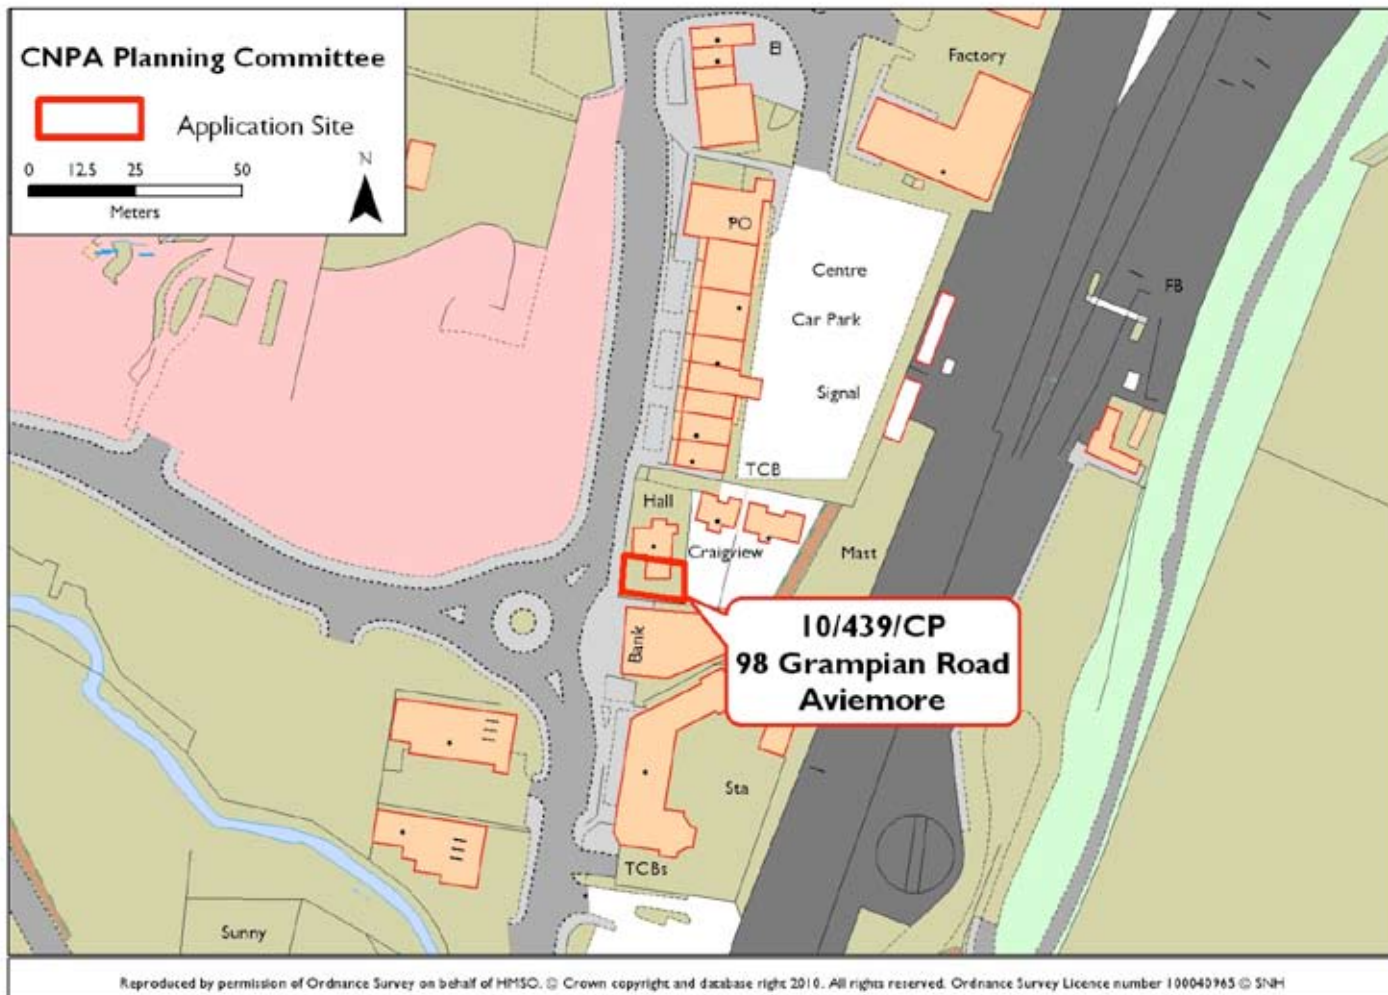 CNPA Planning Committee
Application Site
0 12.5 25 50
Meters
N
El
Factory
PO
Centre
Car Park
Signal
FB
TCB
Hall
Craigview
Matt
Bank
10/439/CP
98 Grampian Road
Aviemore
Sta
TCBs
Sunny
Reproduced by permission of Ordnance Survey on behalf of HMSO. © Crown copyright and database right 2010. All rights reserved. Ordnance Survey Licence number 100040965 © SNH